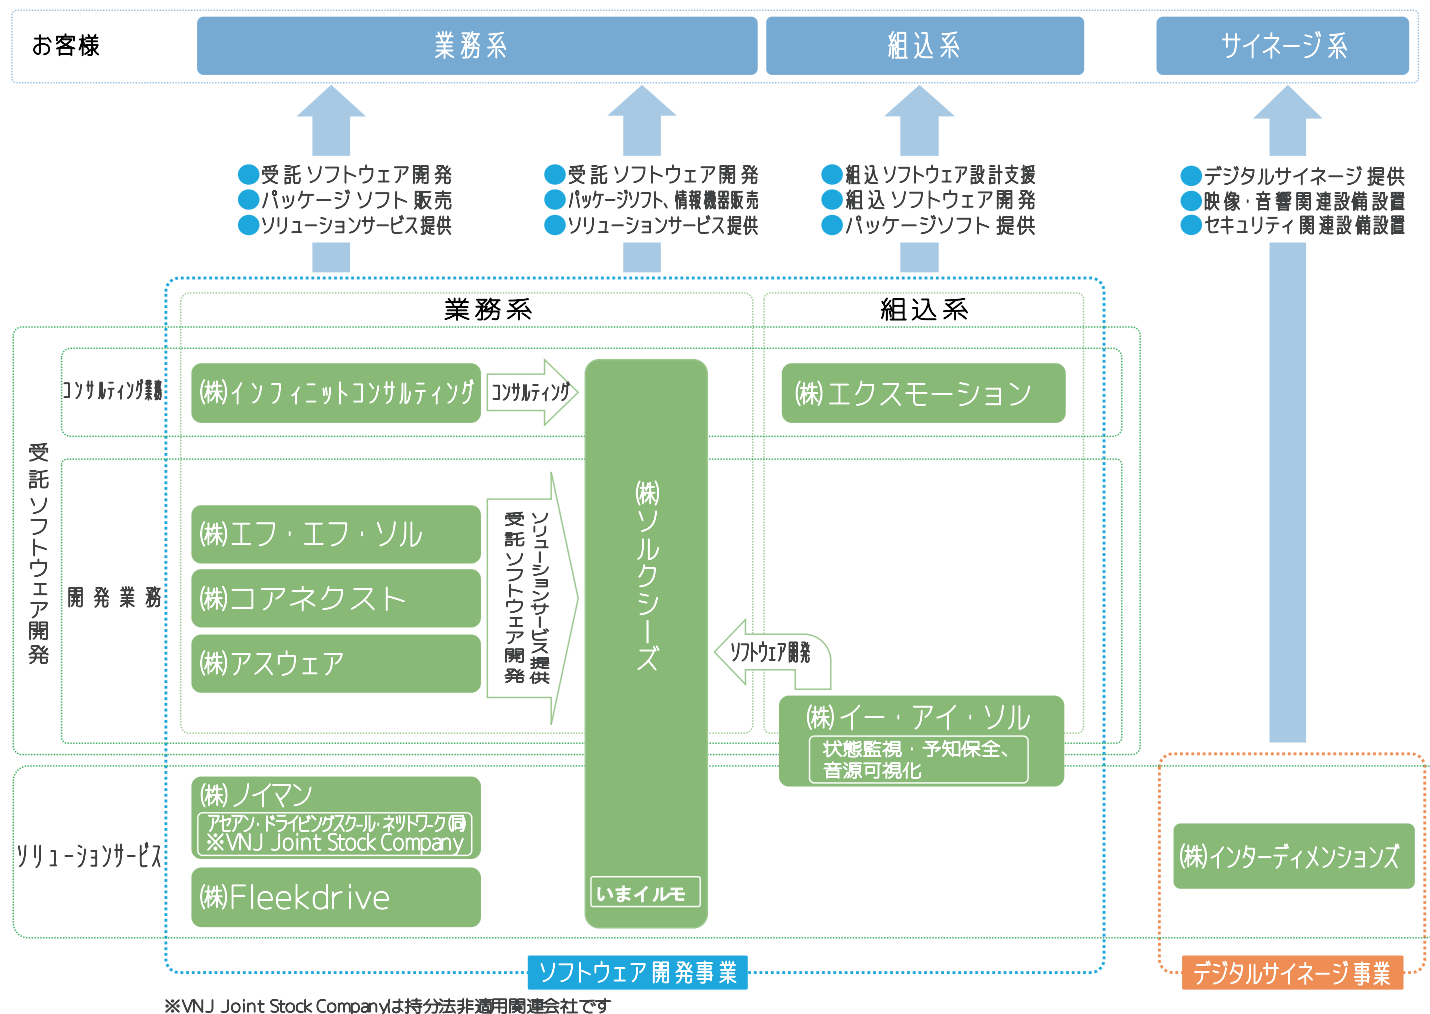 お客様
業務系
組込系
サイネージ系
●受託ソフトウェア開発
●パッケージソフト販売
●ソリューションサービス提供
●受託ソフトウェア開発
●パッケージソフト、情報機器販売
●ソリューションサービス提供
●組込ソフトウェア設計支援
●組込ソフトウェア開発
●パッケージソフト提供
●デジタルサイネージ提供
●映像・音響関連設備設置
●セキュリティ関連設備設置
業務系
組込系
受託ソフトウェア開発
コンサルティング業務
(株)インフィニットコンサルティング
コンサルティング
(株)エクスモーション
開発業務
(株)エフ・エフ・ソル
(株)コアネクスト
(株)アスウェア
ソリューションサービス提供
受託ソフトウェア開発
(株)ソルクシーズ
いまイルモ
ソフトウェア開発
(株)イー・アイ・ソル
状態監視・予知保全、
音源可視化
ソリューションサービス
(株)ノイマン
アセアン・ドライビングスクール・ネットワーク(同)
※VNJ Joint Stock Company
(株)Fleekdrive
(株)インターディメンションズ
ソフトウェア開発事業
デジタルサイネージ事業
※VNJ Joint Stock Companyは持分法非適用関連会社です